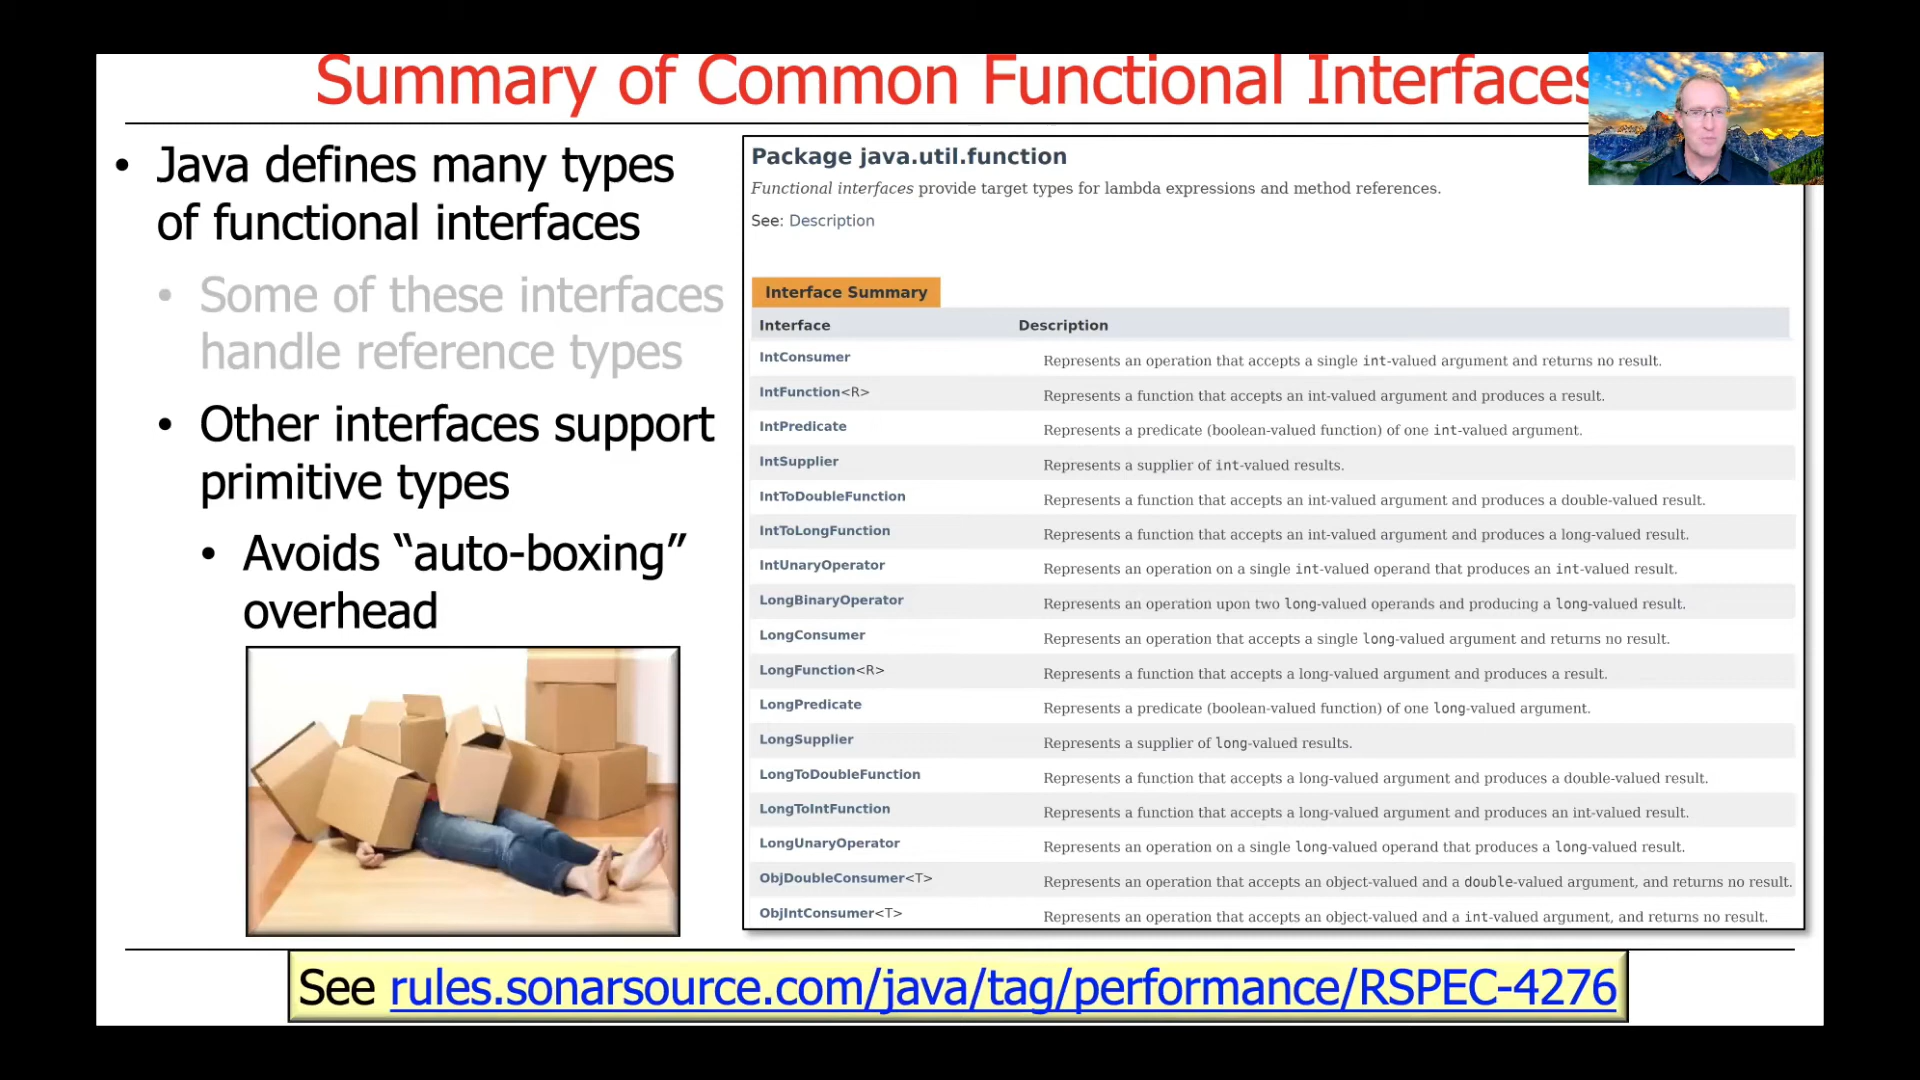 Summary of Common Functional Interfaces
• Java defines many types
of functional interfaces
• Some of these interfaces
handle reference types
• Other interfaces support
primitive types
• Avoids “auto-boxing”
overhead
Package java.util.function
Functional interfaces provide target types for lambda expressions and method references.
See: Description
Interface Summary
Interface Description
IntConsumer Represents an operation that accepts a single int-valued argument and returns no result.
IntFunction<R> Represents a function that accepts an int-valued argument and produces a result.
IntPredicate Represents a predicate (boolean-valued function) of one int-valued argument.
IntSupplier Represents a supplier of int-valued results.
IntToDoubleFunction Represents a function that accepts an int-valued argument and produces a double-valued result.
IntToLongFunction Represents a function that accepts an int-valued argument and produces a long-valued result.
IntUnaryOperator Represents an operation on a single int-valued operand that produces an int-valued result.
LongBinaryOperator Represents an operation upon two long-valued operands and producing a long-valued result.
LongConsumer Represents an operation that accepts a single long-valued argument and returns no result.
LongFunction<R> Represents a function that accepts a long-valued argument and produces a result.
LongPredicate Represents a predicate (boolean-valued function) of one long-valued argument.
LongSupplier Represents a supplier of long-valued results.
LongToDoubleFunction Represents a function that accepts a long-valued argument and produces a double-valued result.
LongToIntFunction Represents a function that accepts a long-valued argument and produces an int-valued result.
LongUnaryOperator Represents an operation on a single long-valued operand that produces a long-valued result.
ObjDoubleConsumer<T> Represents an operation that accepts an object-valued and a double-valued argument, and returns no result.
ObjIntConsumer<T> Represents an operation that accepts an object-valued and a int-valued argument, and returns no result.
See rules.sonarsource.com/java/tag/performance/RSPEC-4276